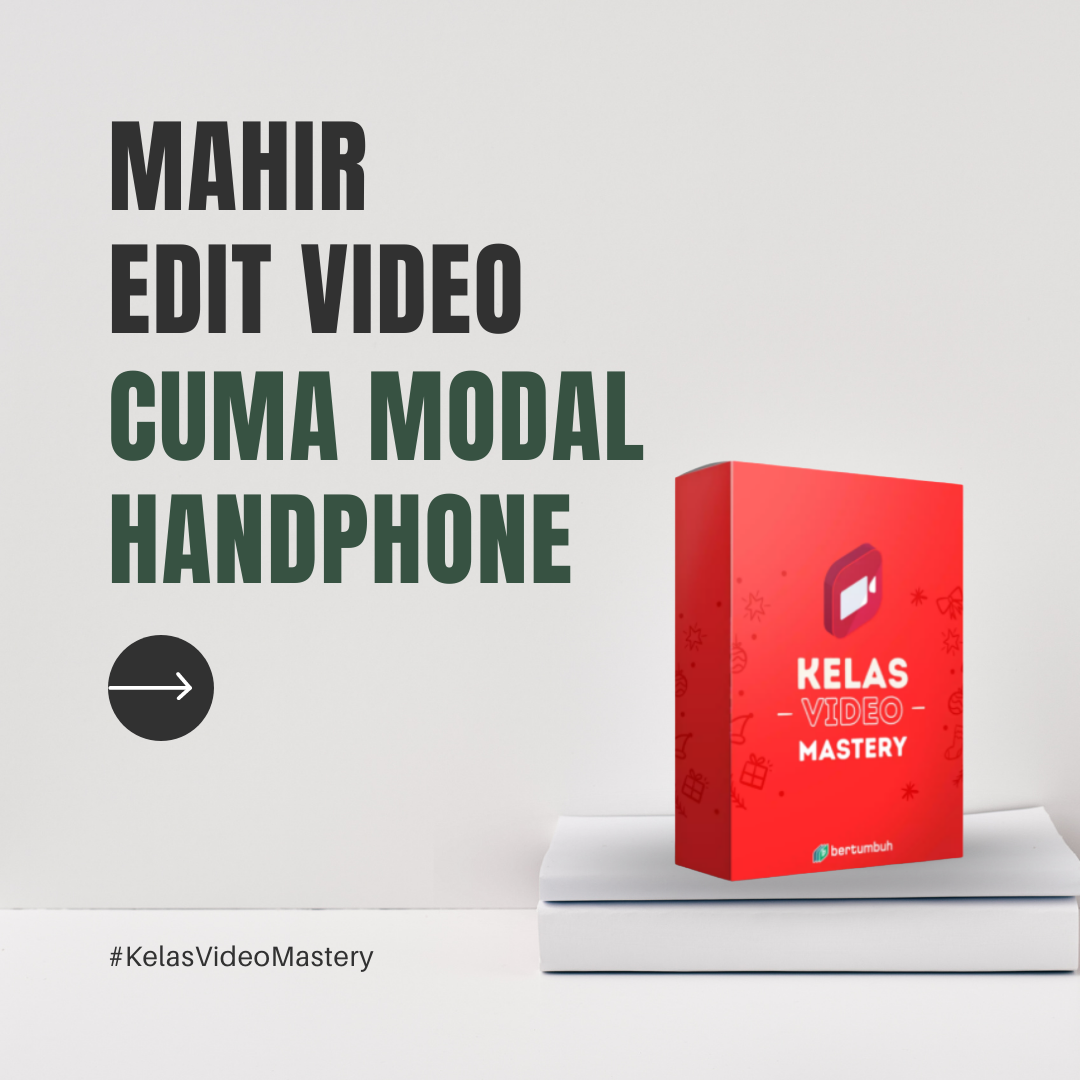 MAHIR
EDIT VIDEO
CUMA MODAL
HANDPHONE
KELAS
VIDEO
MASTERY
bertumbuh
#KelasVideoMastery